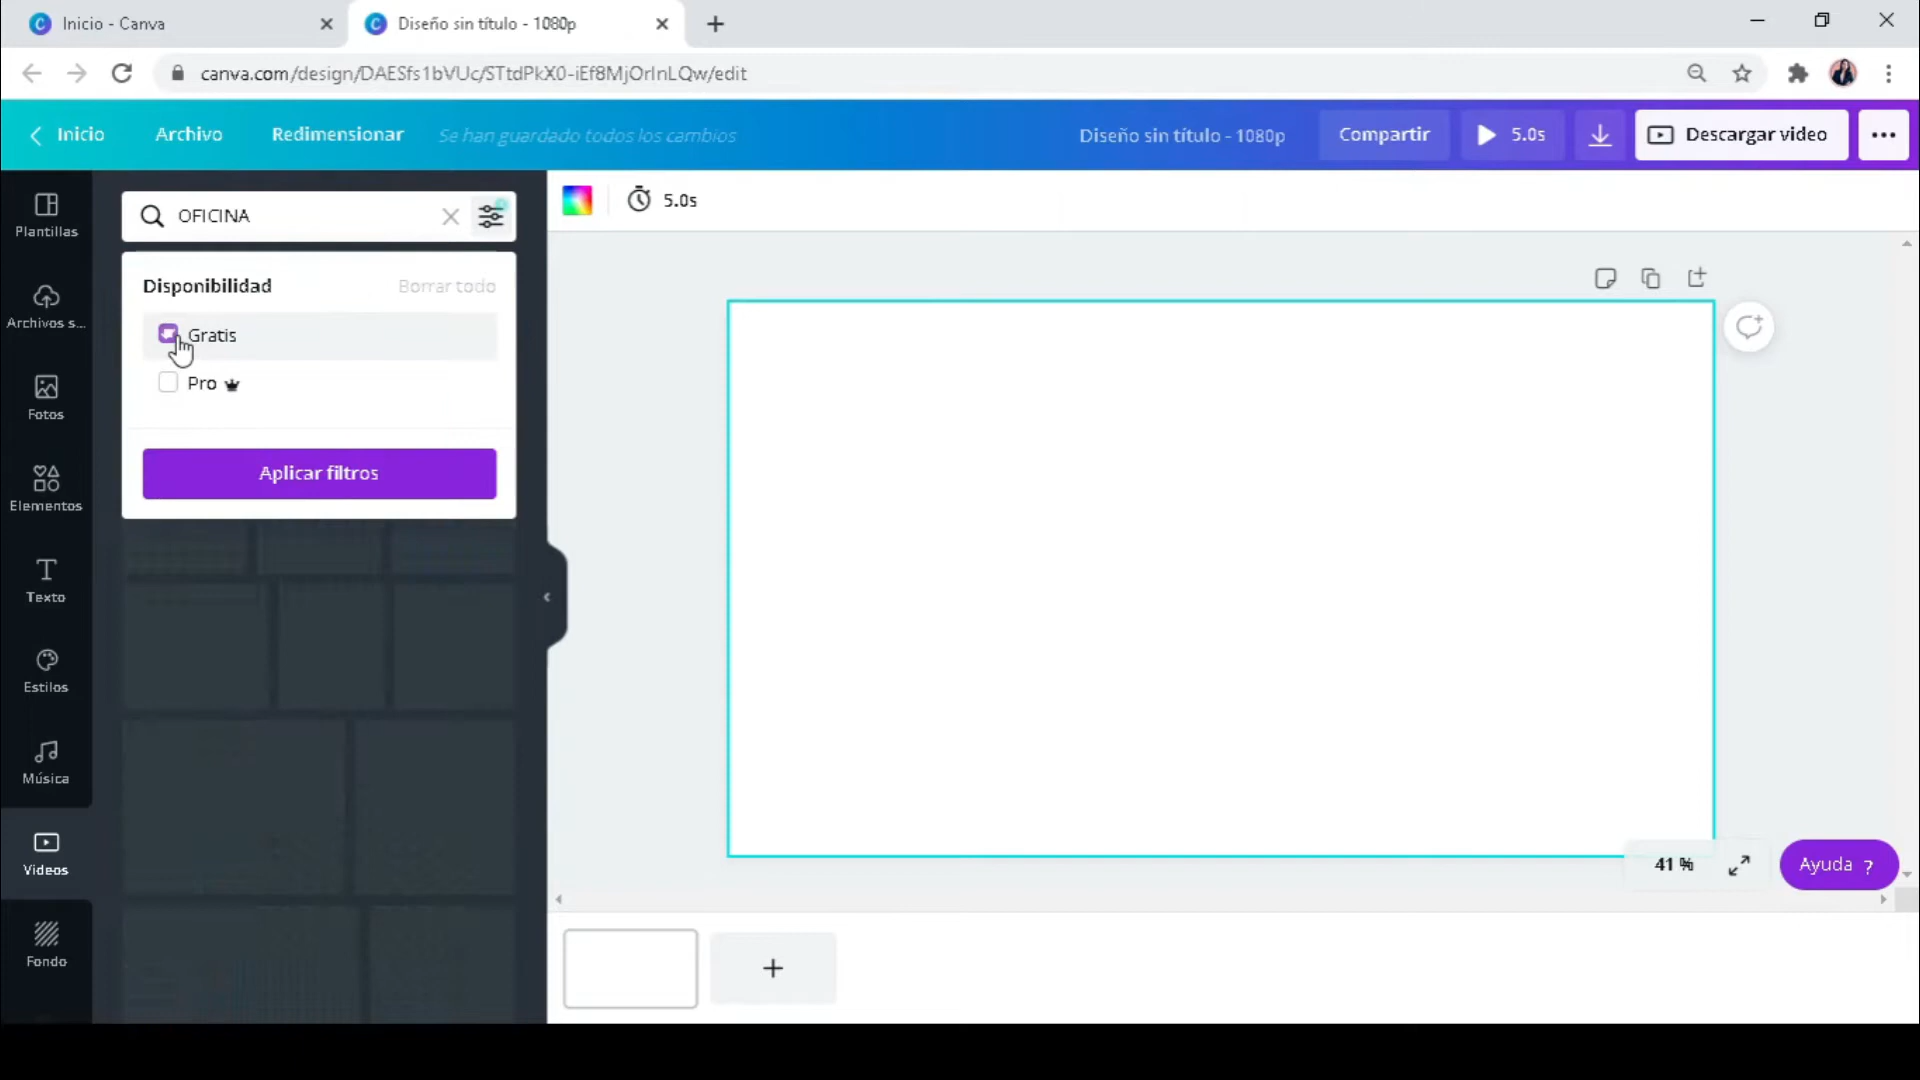 Inicio - Canva
Diseño sin título - 1080p
canva.com/design/DAESfs1bVUc/STtdPkX0-iEf8MjOrInLQw/edit
Inicio
Archivo
Redimensionar
Se han guardado todos los cambios
Diseño sin título - 1080p
Compartir
5.0s
Descargar video
Plantillas
Archivos s...
Fotos
Elementos
Texto
Estilos
Música
Videos
Fondo
OFICINA
Disponibilidad
Borrar todo
Gratis
Pro
Aplicar filtros
5.0s
41 %
Ayuda ?